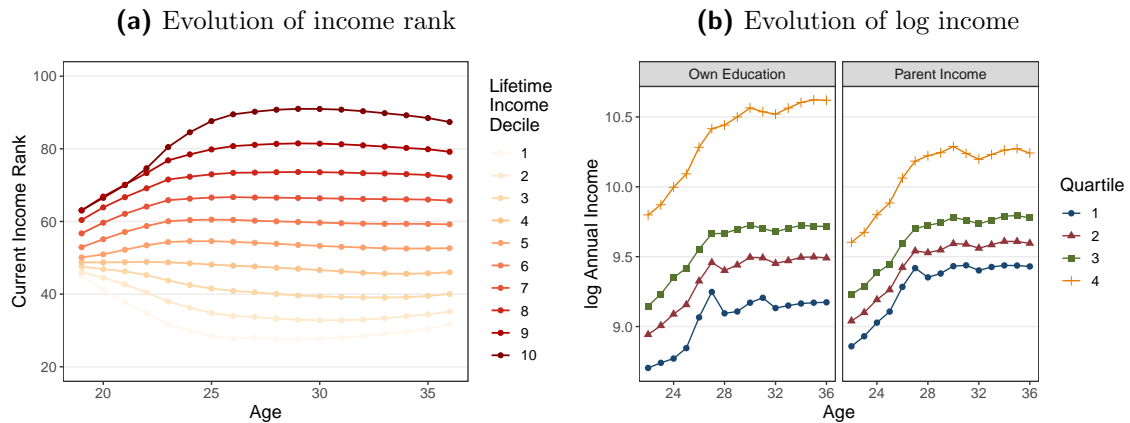 (a) Evolution of income rank
100
80
60
40
20
20
25
30
35
Current Income Rank
Age
Lifetime
Income
Decile
1
2
3
4
5
6
7
8
9
10
(b) Evolution of log income
Own Education
Parent Income
10.5
10.0
9.5
9.0
24
28
32
36
24
28
32
36
log Annual Income
Age
Quartile
1
2
3
4